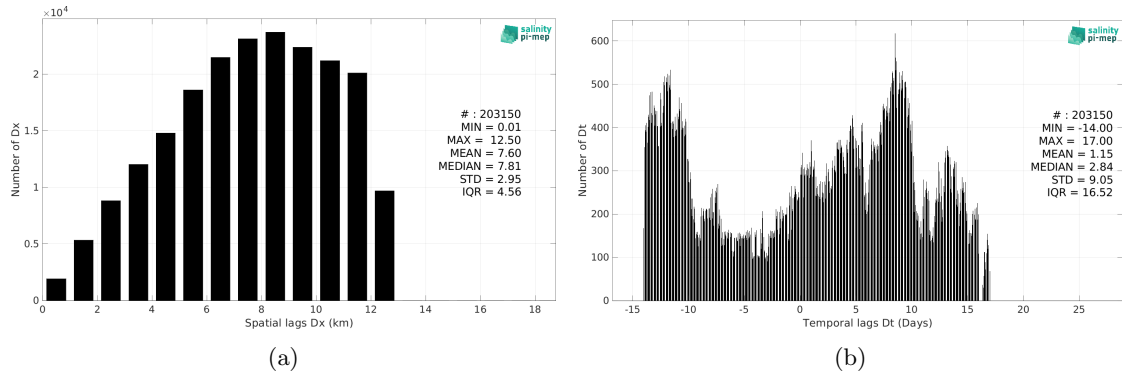 ×10⁴
2
1.5
1
0.5
0
Number of Dx
0 2 4 6 8 10 12 14 16 18
Spatial lags Dx (km)
salinity
pi-mep
# : 203150
MIN = 0.01
MAX = 12.50
MEAN = 7.60
MEDIAN = 7.81
STD = 2.95
IQR = 4.56
(a)
600
500
400
300
200
100
0
Number of Dt
-15 -10 -5 0 5 10 15 20 25
Temporal lags Dt (Days)
salinity
pi-mep
# : 203150
MIN = -14.00
MAX = 17.00
MEAN = 1.15
MEDIAN = 2.84
STD = 9.05
IQR = 16.52
(b)